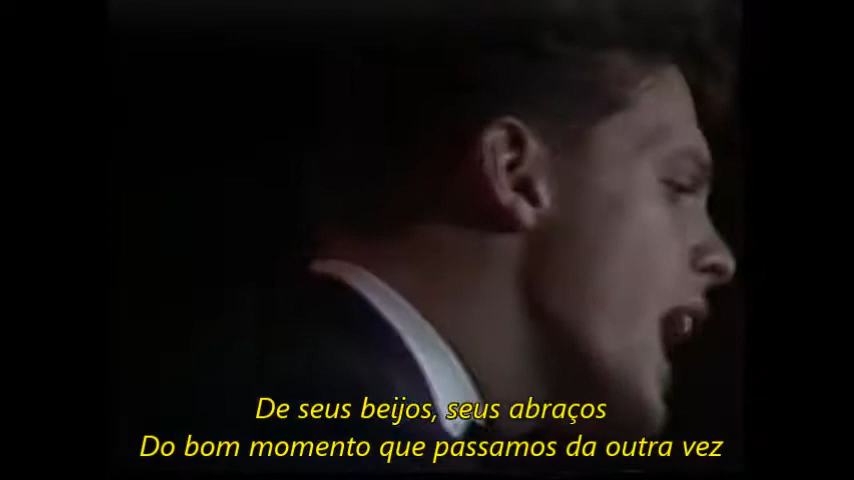 De seus beijos, seus abraços
Do bom momento que passamos da outra vez